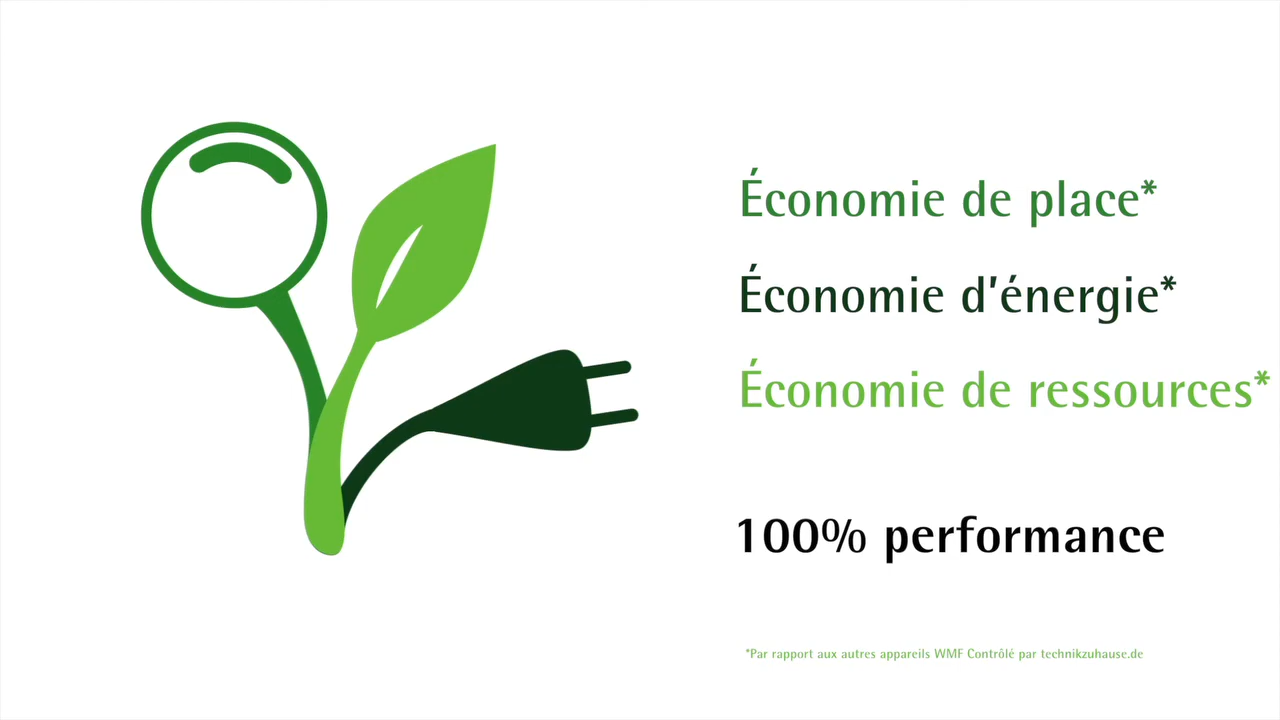 Économie de place*
Économie d’énergie*
Économie de ressources*
100% performance
*Par rapport aux autres appareils WMF Contrôlé par technikzuhause.de